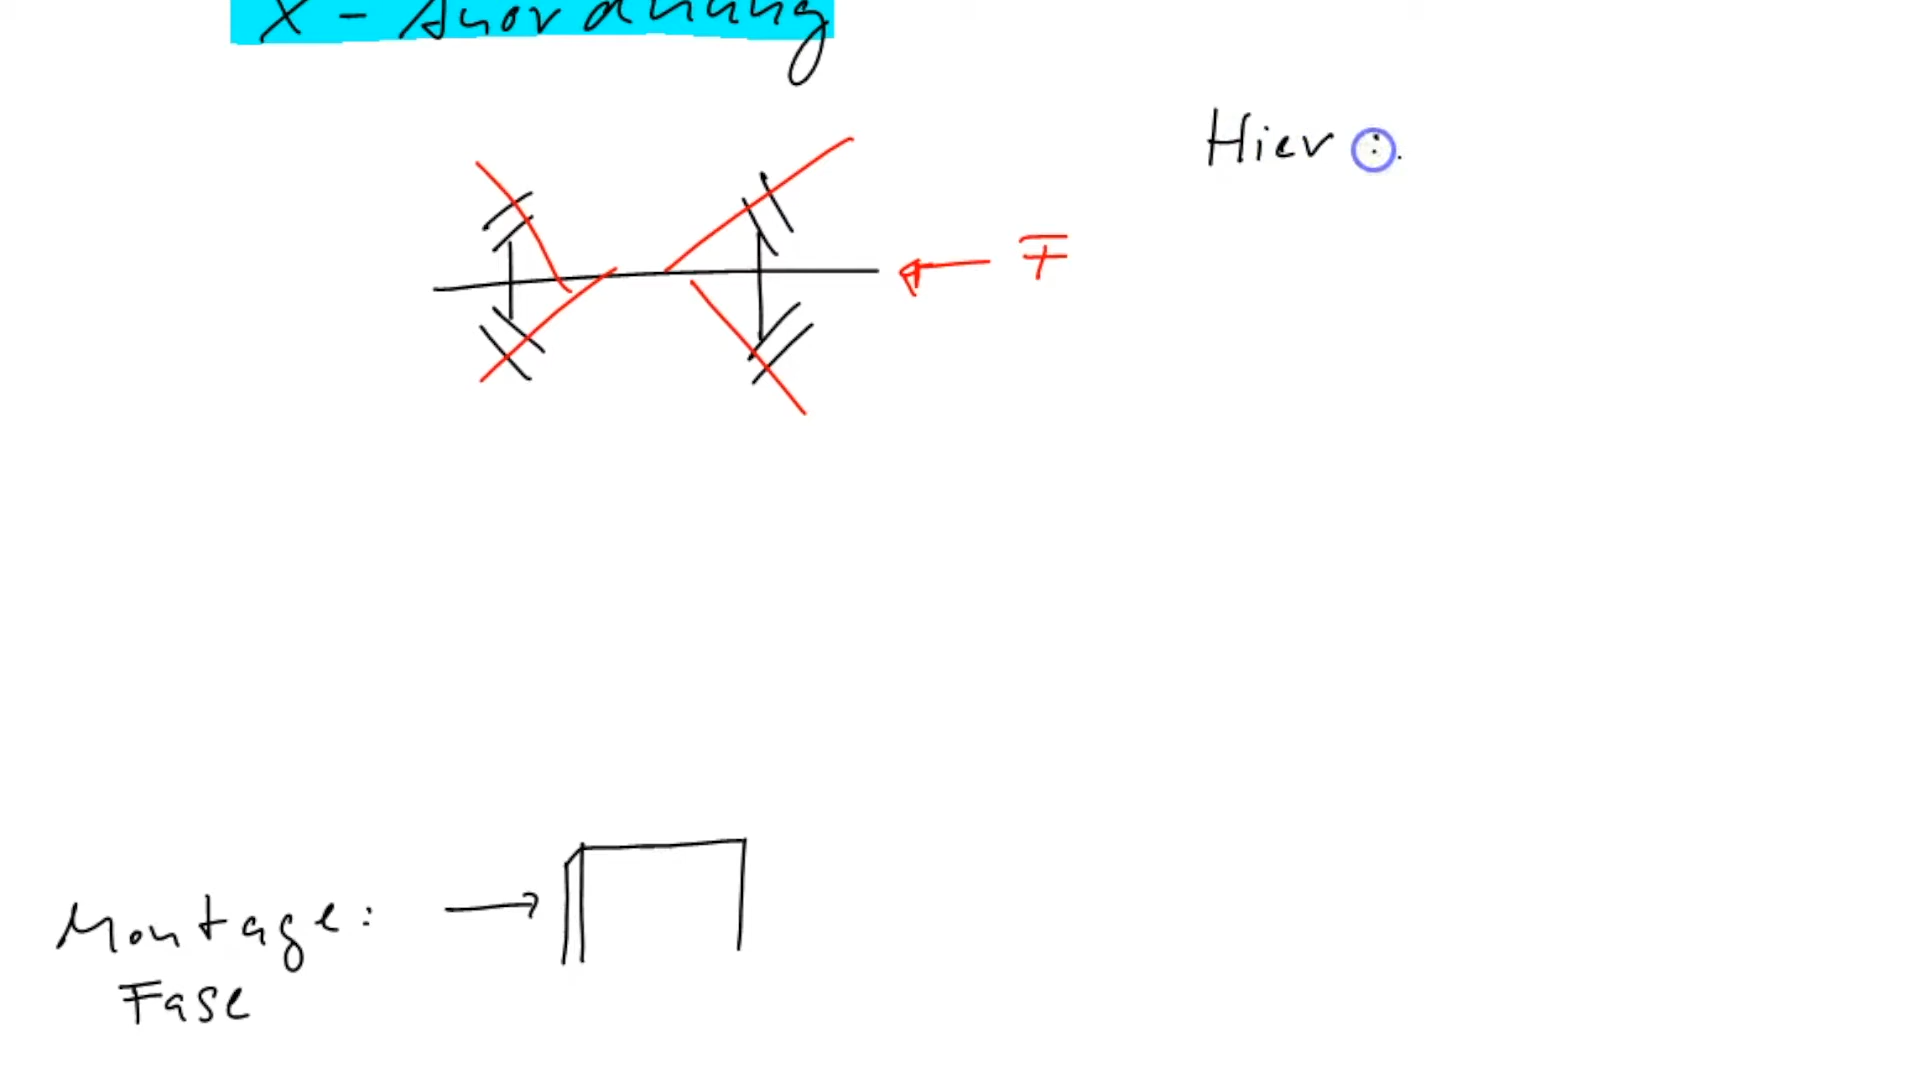 X - Anordnung
Hier :
F
Montage:
Fase